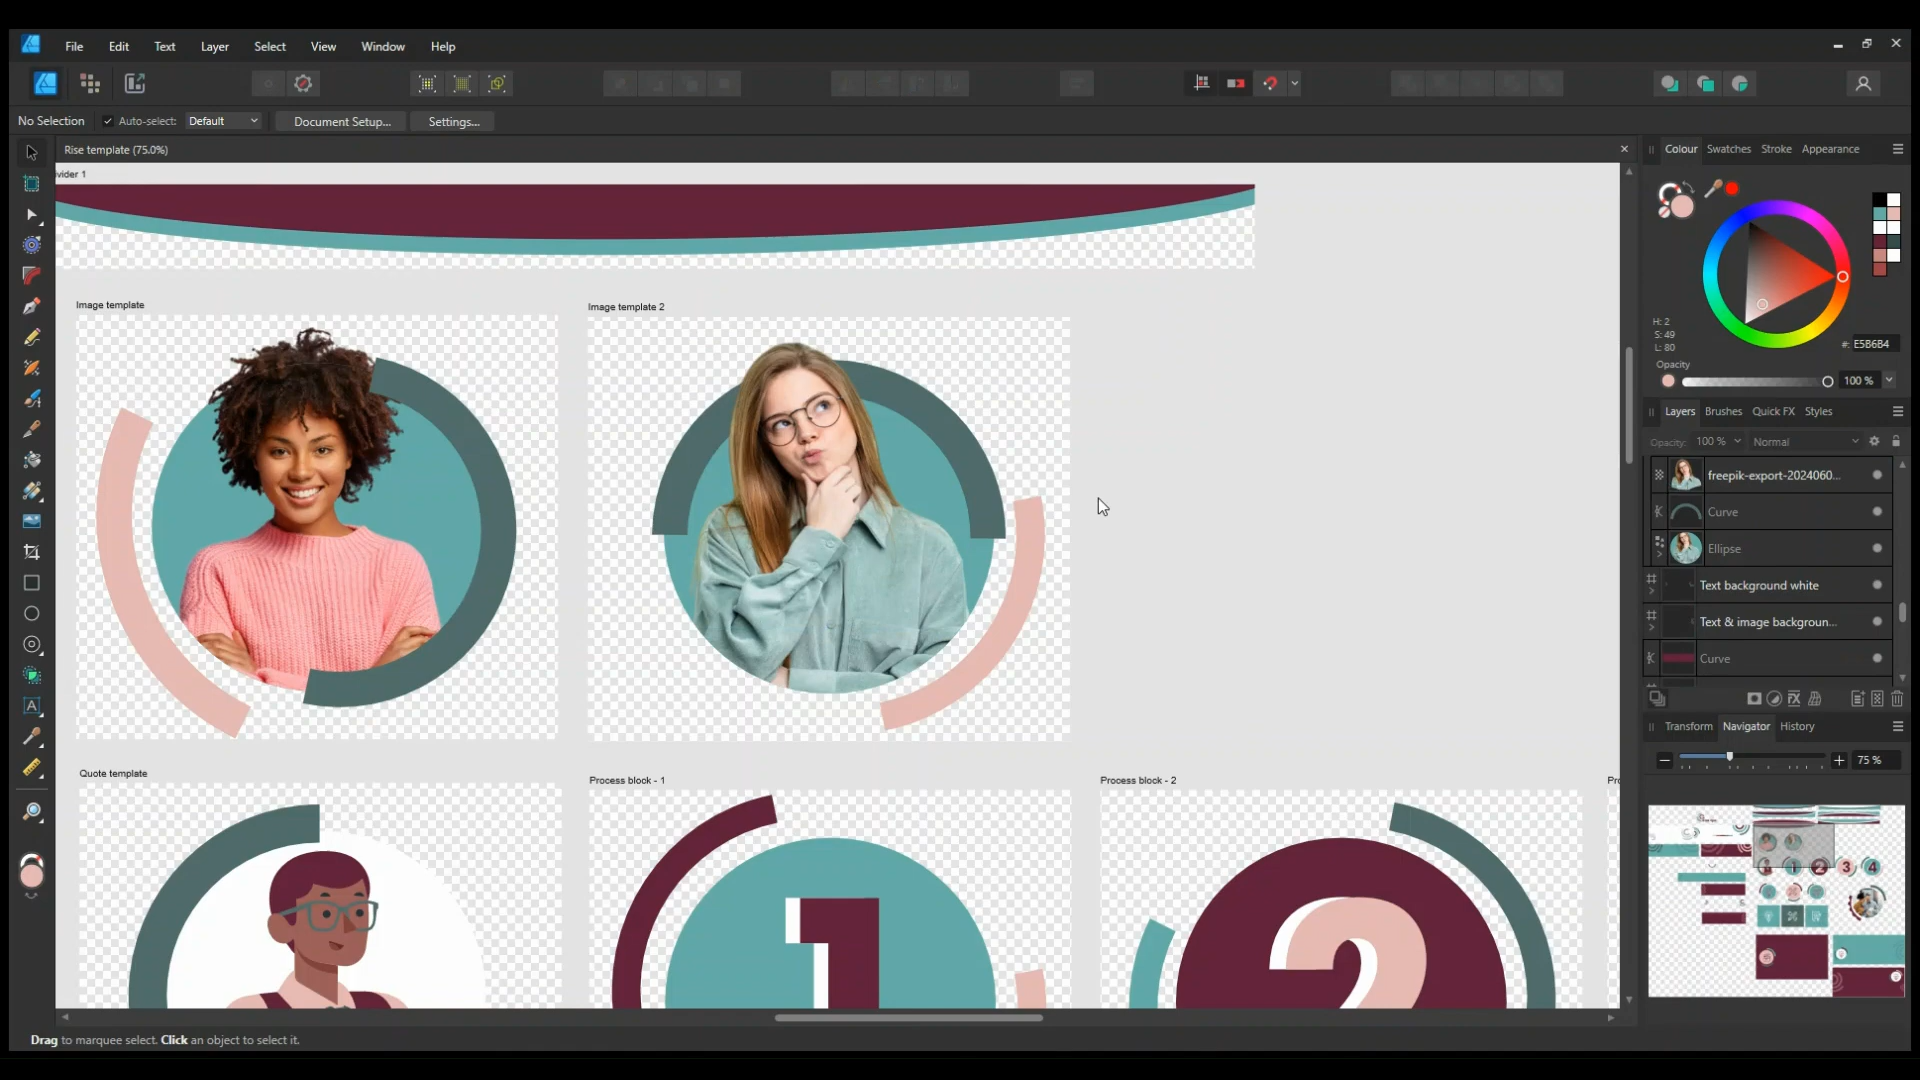 File Edit Text Layer Select View Window Help
No Selection Auto-select: Default Document Setup... Settings...
Rise template (75.0%)
Colour Swatches Stroke Appearance
vider 1
H: 2
S: 49
L: 80
#: E5B6B4
Opacity
100 %
Image template
Image template 2
Layers Brushes Quick FX Styles
Opacity: 100 % Normal
freepik-export-2024060...
Curve
Ellipse
Text background white
Text & image backgroun...
Curve
Transform Navigator History
75 %
Quote template
Process block - 1
Process block - 2
1
2
A
Drag to marquee select. Click an object to select it.